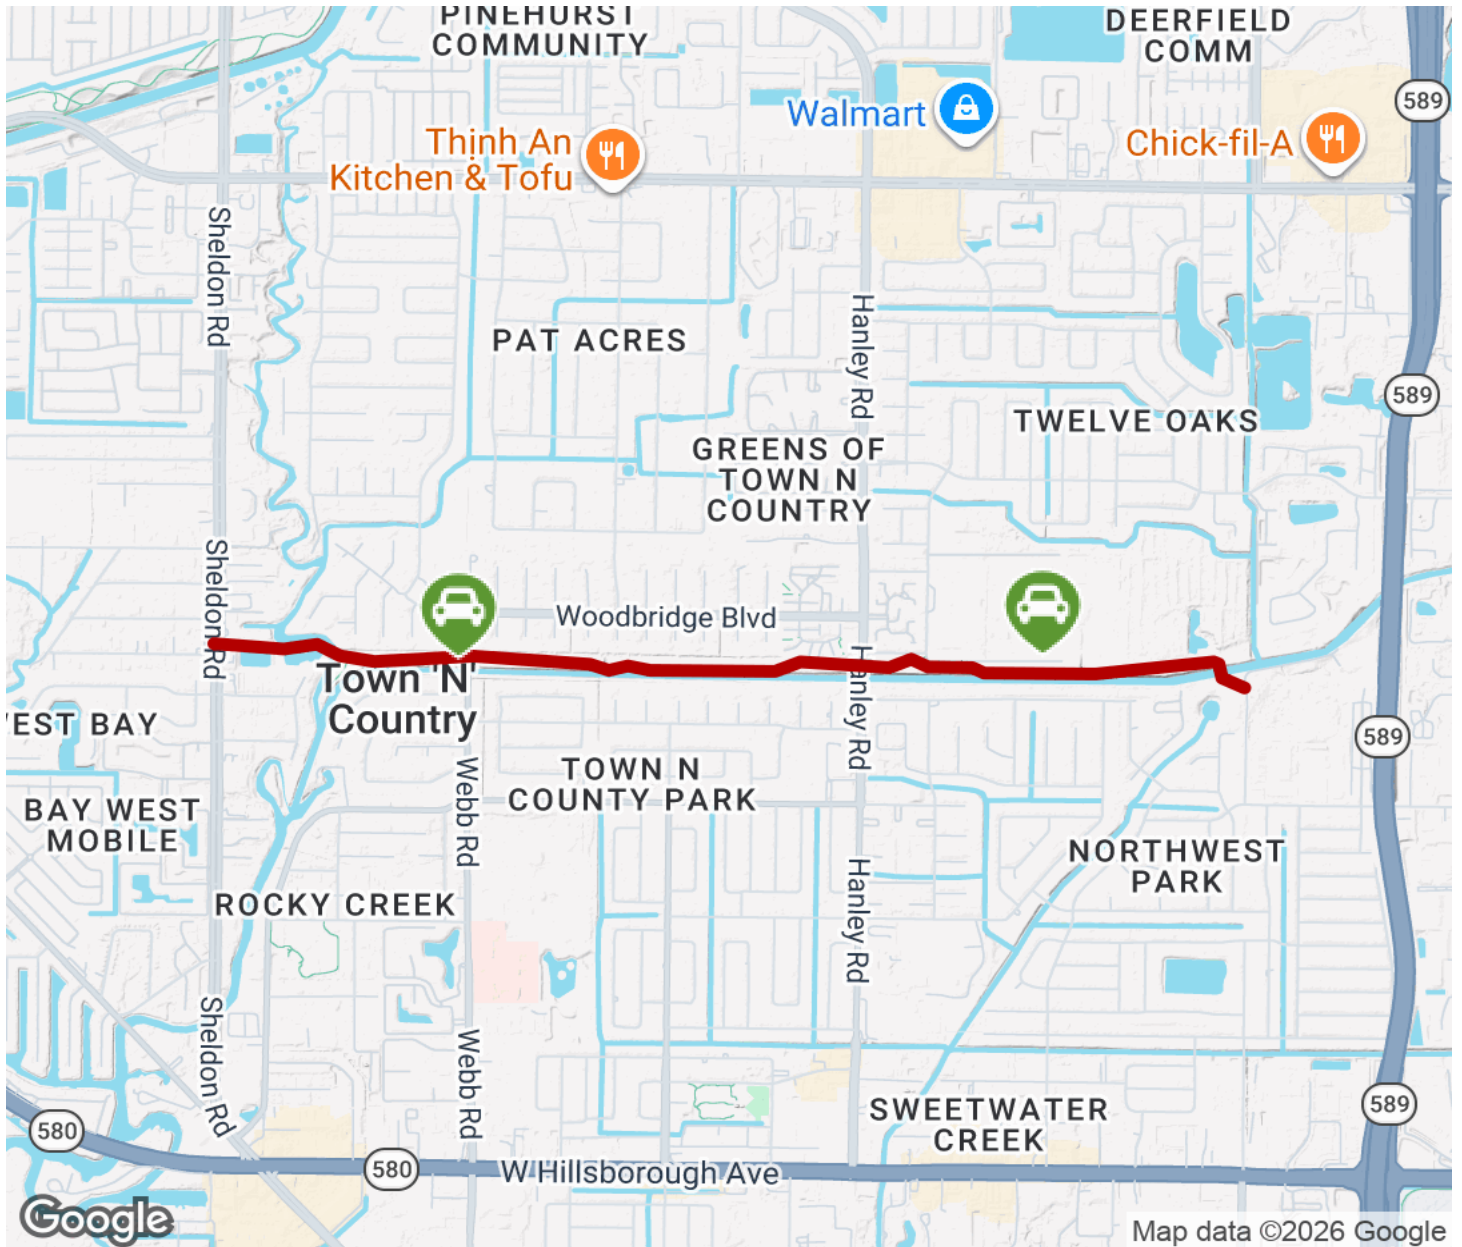 PINEHURST
COMMUNITY
DEERFIELD
COMM
589
Walmart
Chick-fil-A
Thịnh An
Kitchen & Tofu
Sheldon Rd
Hanley Rd
PAT ACRES
589
TWELVE OAKS
GREENS OF
TOWN N
COUNTRY
Sheldon Rd
Woodbridge Blvd
Hanley Rd
Town 'N'
Country
EST BAY
589
Webb Rd
TOWN N
COUNTY PARK
BAY WEST
MOBILE
NORTHWEST
PARK
Hanley Rd
ROCKY CREEK
Sheldon Rd
Webb Rd
SWEETWATER
CREEK
589
580
580
W Hillsborough Ave
Google
Map data ©2026 Google